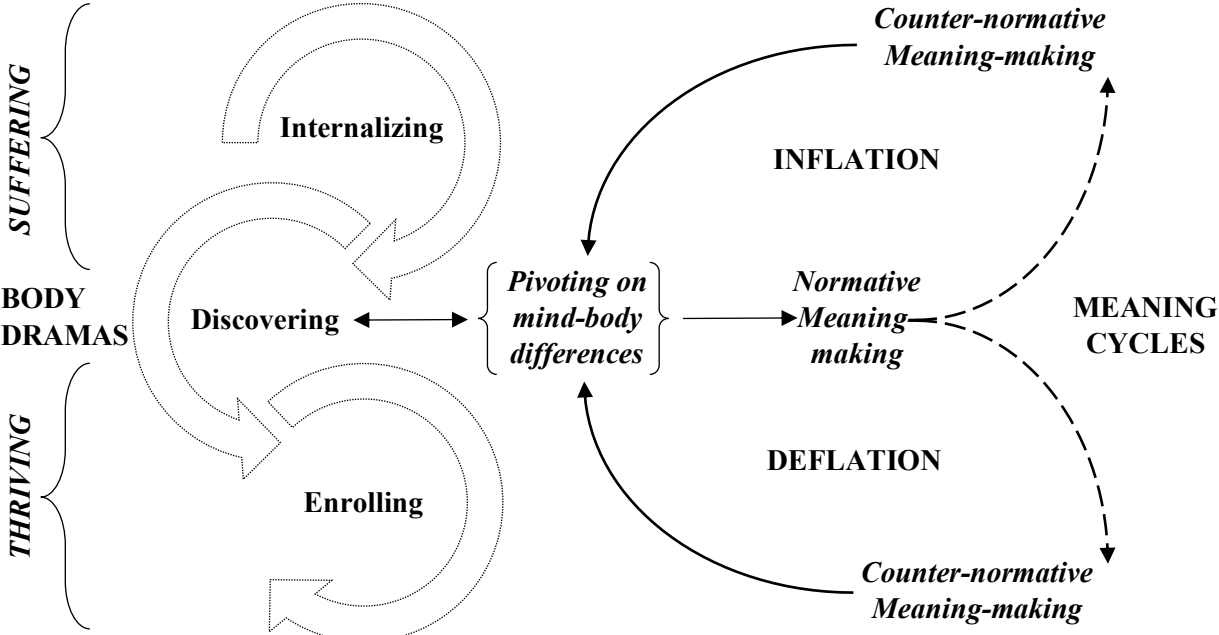 SUFFERING
BODY
DRAMAS
THRIVING
Internalizing
Discovering
Enrolling
Pivoting on
mind-body
differences
Counter-normative
Meaning-making
INFLATION
Normative
Meaning
making
MEANING
CYCLES
DEFLATION
Counter-normative
Meaning-making